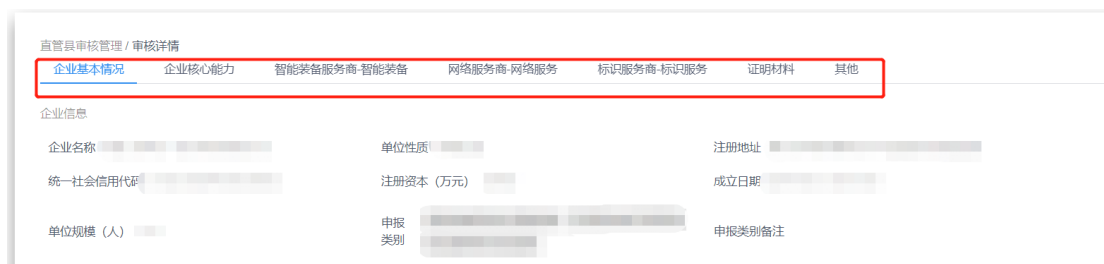 直管县审核管理 / 审核详情
企业基本情况 企业核心能力 智能装备服务商-智能装备 网络服务商-网络服务 标识服务商-标识服务 证明材料 其他
企业信息
企业名称 单位性质 注册地址
统一社会信用代码 注册资本（万元） 成立日期
单位规模（人） 申报类别 申报类别备注